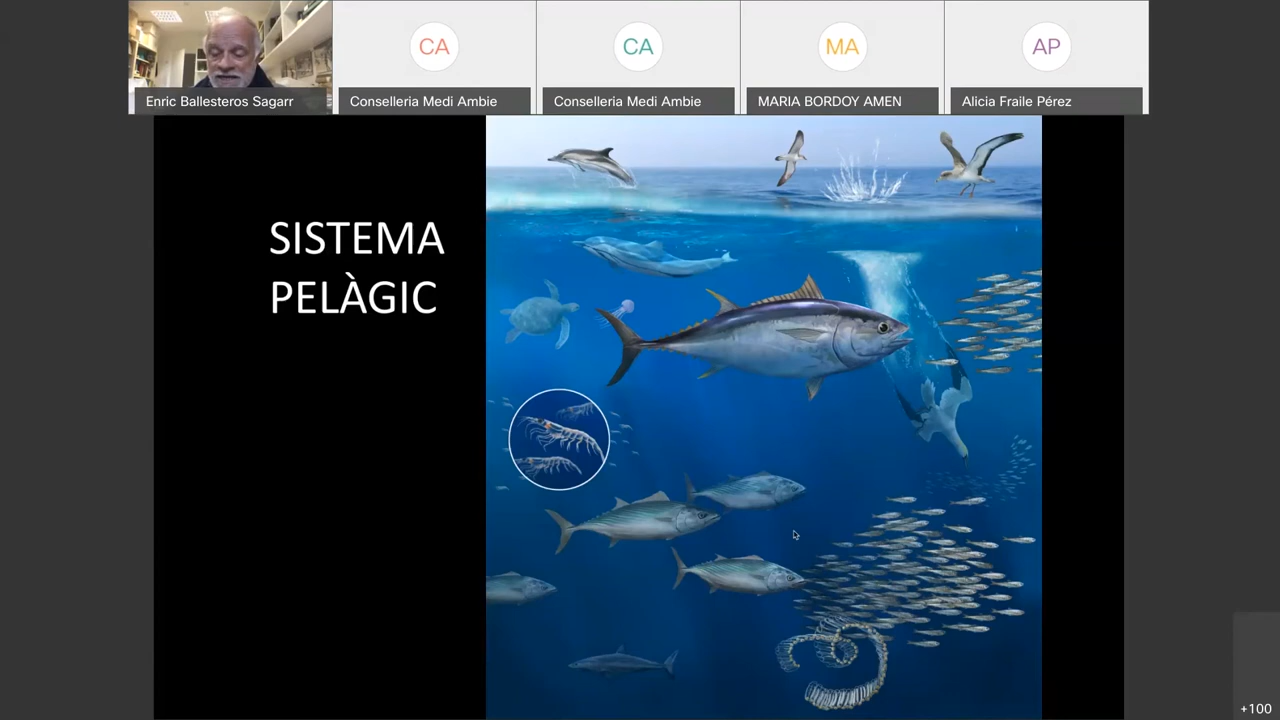 CA
CA
MA
AP
Enric Ballesteros Sagarr
Conselleria Medi Ambie
Conselleria Medi Ambie
MARIA BORDOY AMEN
Alicia Fraile Pérez
SISTEMA
PELÀGIC
+100